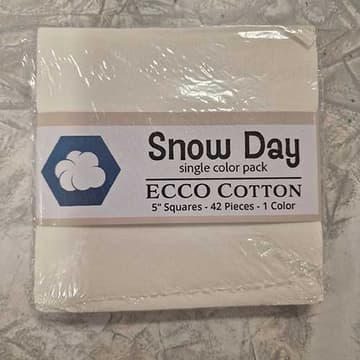 Snow Day
single color pack
ECCO COTTON
5" Squares - 42 Pieces - 1 Color